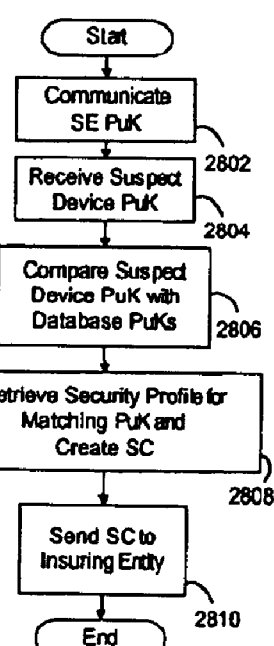 Start
Communicate
SE PuK
2802
Receive Suspect
Device PuK
2804
Compare Suspect
Device PuK with
Database PuKs
2806
etrieve Security Profile for
Matching PuK and
Create SC
2808
Send SC to
Insuring Entity
2810
End